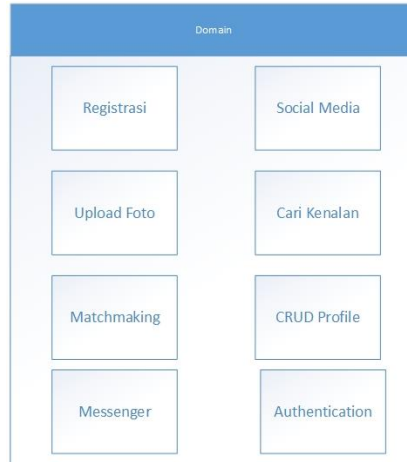 Domain
Registrasi
Social Media
Upload Foto
Cari Kenalan
Matchmaking
CRUD Profile
Messenger
Authentication